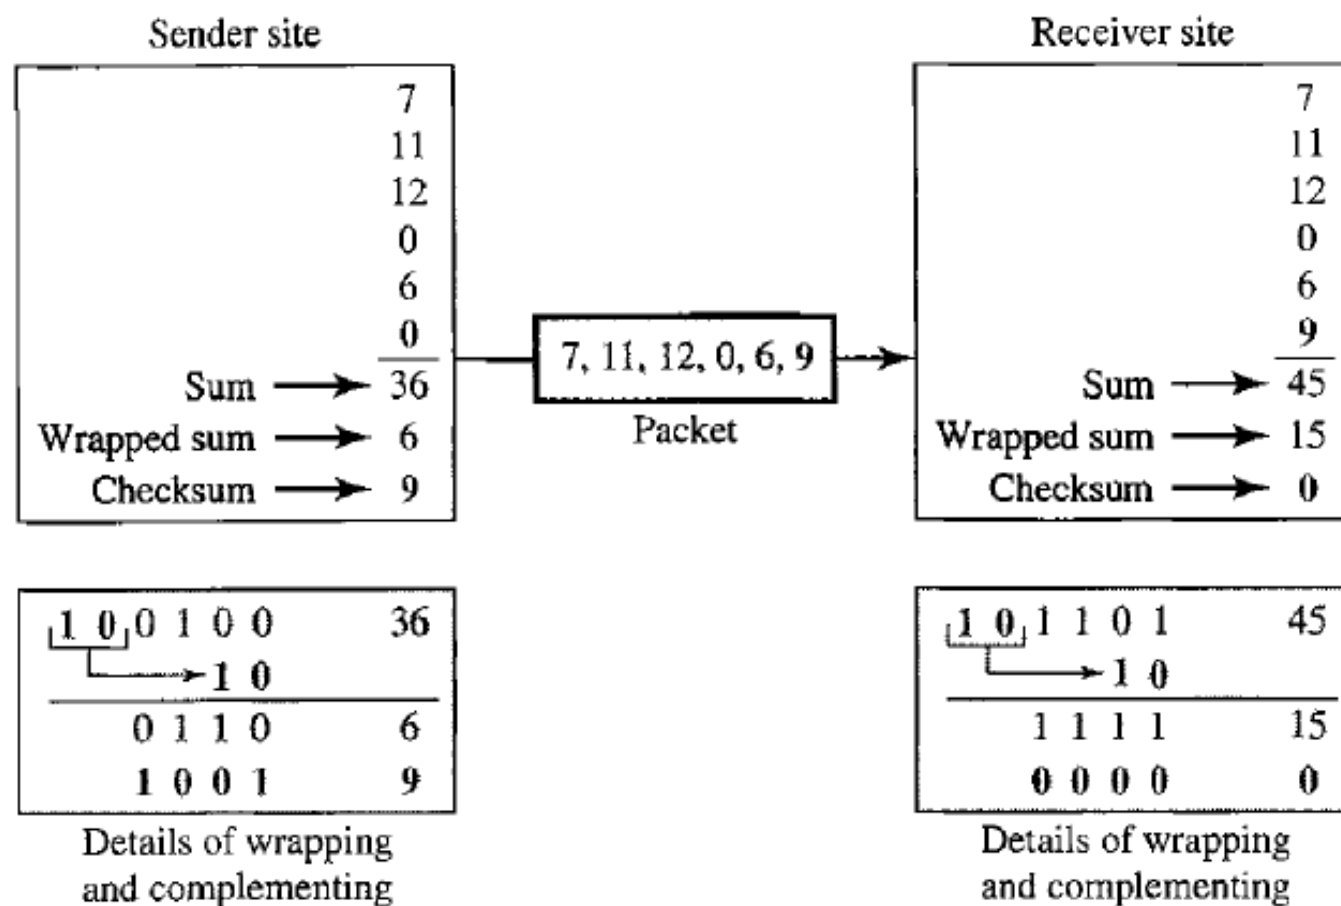 Sender site
7
11
12
0
6
0
Sum 36
Wrapped sum 6
Checksum 9
7, 11, 12, 0, 6, 9
Packet
Receiver site
7
11
12
0
6
9
Sum 45
Wrapped sum 15
Checksum 0
1 0 0 1 0 0 36
1 0
0 1 1 0 6
1 0 0 1 9
Details of wrapping
and complementing
1 0 1 1 0 1 45
1 0
1 1 1 1 15
0 0 0 0 0
Details of wrapping
and complementing